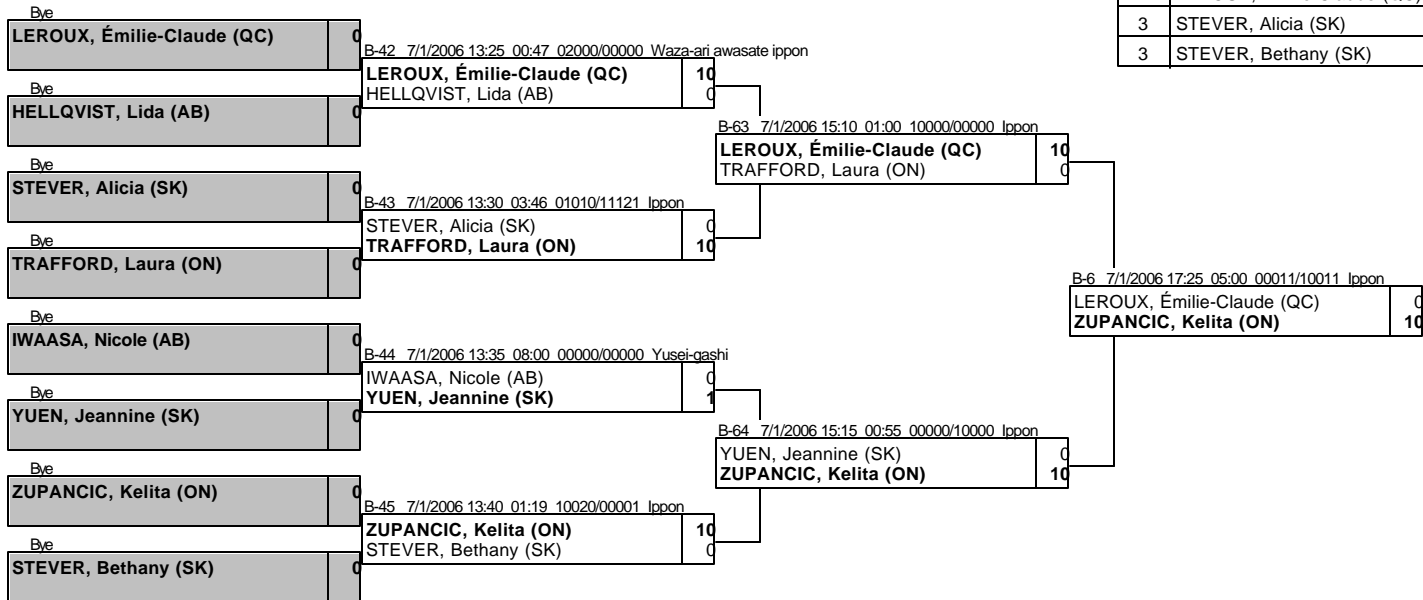 Bye
LEROUX, Émilie-Claude (QC) 0
Bye
HELLQVIST, Lida (AB) 0
Bye
STEVER, Alicia (SK) 0
Bye
TRAFFORD, Laura (ON) 0
Bye
IWAASA, Nicole (AB) 0
Bye
YUEN, Jeannine (SK) 0
Bye
ZUPANCIC, Kelita (ON) 0
Bye
STEVER, Bethany (SK) 0
B-42 7/1/2006 13:25 00:47 02000/00000 Waza-ari awasate ippon
LEROUX, Émilie-Claude (QC) 10
HELLQVIST, Lida (AB) 0
B-43 7/1/2006 13:30 03:46 01010/11121 Ippon
STEVER, Alicia (SK) 0
TRAFFORD, Laura (ON) 10
B-44 7/1/2006 13:35 08:00 00000/00000 Yusei-gashi
IWAASA, Nicole (AB) 0
YUEN, Jeannine (SK) 1
B-45 7/1/2006 13:40 01:19 10020/00001 Ippon
ZUPANCIC, Kelita (ON) 10
STEVER, Bethany (SK) 0
B-63 7/1/2006 15:10 01:00 10000/00000 Ippon
LEROUX, Émilie-Claude (QC) 10
TRAFFORD, Laura (ON) 0
B-64 7/1/2006 15:15 00:55 00000/10000 Ippon
YUEN, Jeannine (SK) 0
ZUPANCIC, Kelita (ON) 10
B-6 7/1/2006 17:25 05:00 00011/10011 Ippon
LEROUX, Émilie-Claude (QC) 0
ZUPANCIC, Kelita (ON) 10
3 STEVER, Alicia (SK)
3 STEVER, Bethany (SK)